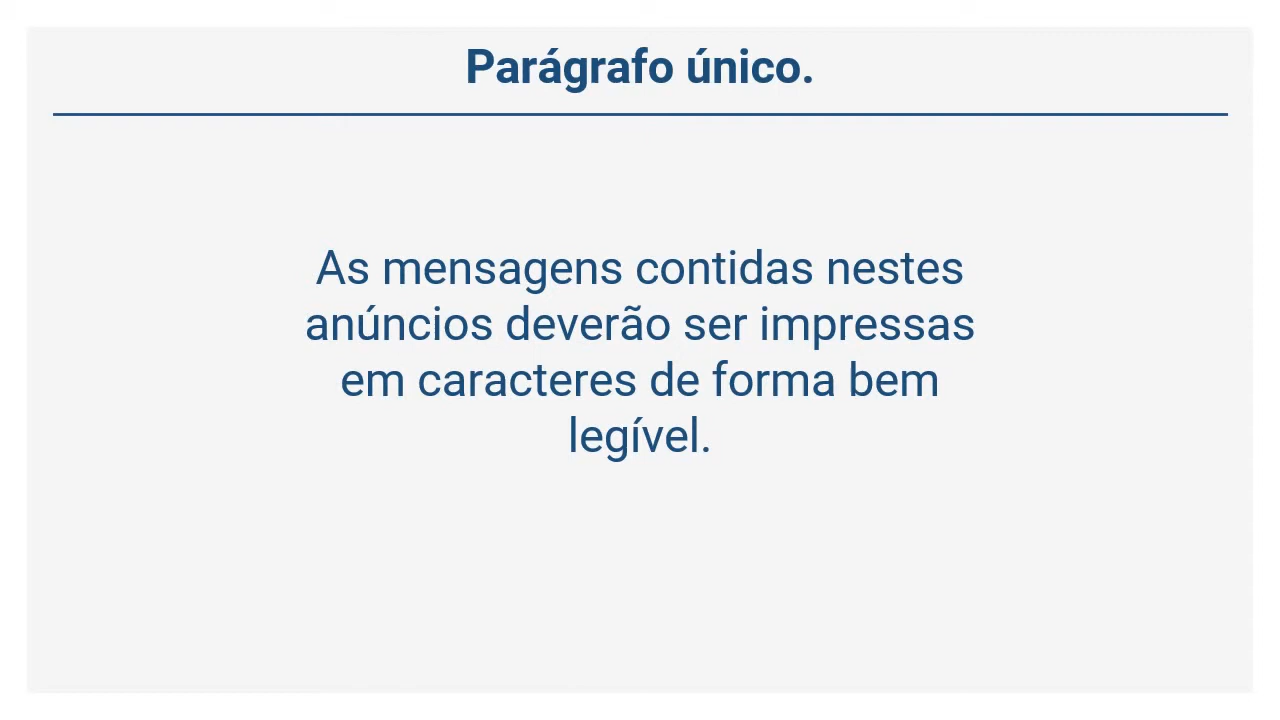 Parágrafo único.
As mensagens contidas nestes
anúncios deverão ser impressas
em caracteres de forma bem
legível.